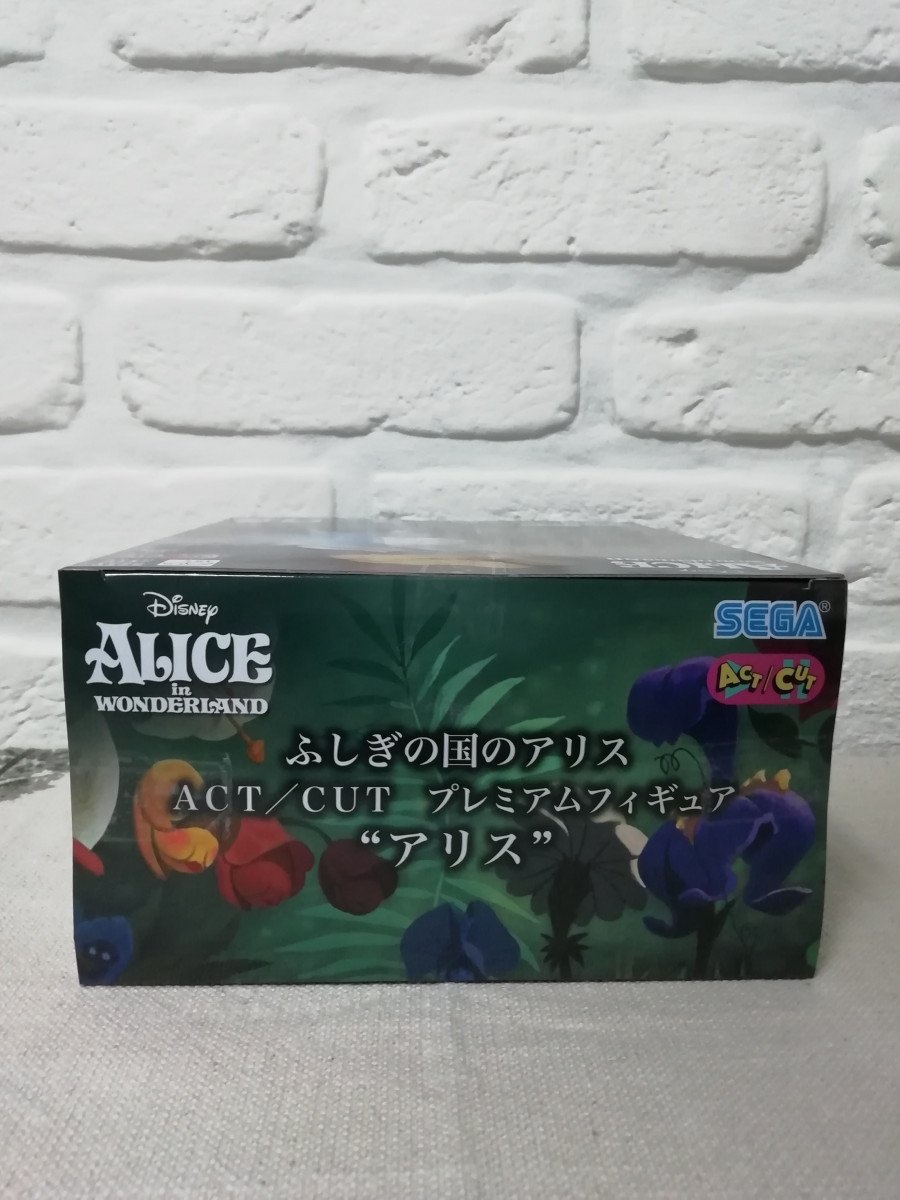 Disney
ALICE
in
WONDERLAND
SEGA®
ACT/CUT
ふしぎの国のアリス
ACT／CUT　プレミアムフィギュア
“アリス”